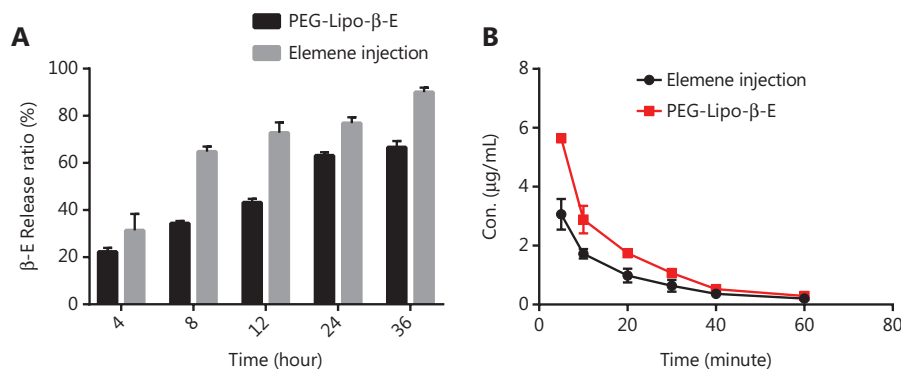 A
PEG-Lipo-β-E
Elemene injection
β-E Release ratio (%)
100
80
60
40
20
0
4
8
12
24
36
Time (hour)
B
Elemene injection
PEG-Lipo-β-E
Con. (μg/mL)
8
6
4
2
0
0
20
40
60
80
Time (minute)